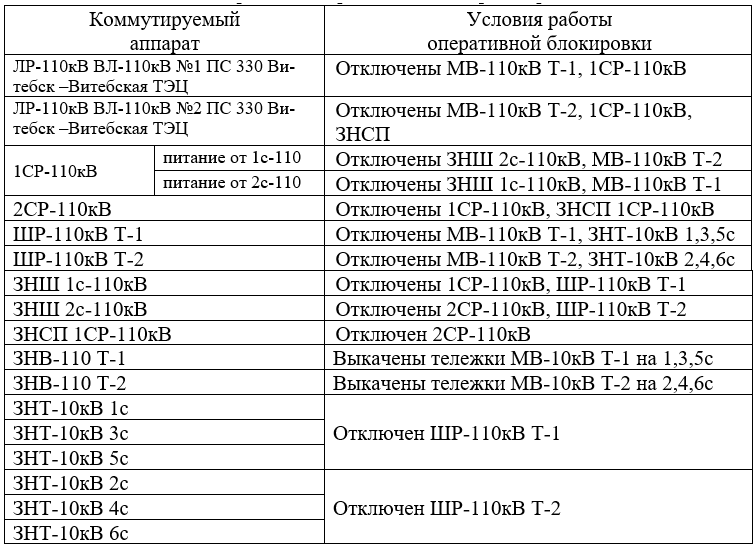 Коммутируемый
аппарат
Условия работы
оперативной блокировки
ЛР-110кВ ВЛ-110кВ №1 ПС 330 Ви-
тебск –Витебская ТЭЦ
Отключены МВ-110кВ Т-1, 1СР-110кВ
ЛР-110кВ ВЛ-110кВ №2 ПС 330 Ви-
тебск –Витебская ТЭЦ
Отключены МВ-110кВ Т-2, 1СР-110кВ,
ЗНСП
1СР-110кВ
питание от 1с-110
Отключены ЗНШ 2с-110кВ, МВ-110кВ Т-2
питание от 2с-110
Отключены ЗНШ 1с-110кВ, МВ-110кВ Т-1
2СР-110кВ
Отключены 1СР-110кВ, ЗНСП 1СР-110кВ
ШР-110кВ Т-1
Отключены МВ-110кВ Т-1, ЗНТ-10кВ 1,3,5с
ШР-110кВ Т-2
Отключены МВ-110кВ Т-2, ЗНТ-10кВ 2,4,6с
ЗНШ 1с-110кВ
Отключены 1СР-110кВ, ШР-110кВ Т-1
ЗНШ 2с-110кВ
Отключены 2СР-110кВ, ШР-110кВ Т-2
ЗНСП 1СР-110кВ
Отключен 2СР-110кВ
ЗНВ-110 Т-1
Выкачены тележки МВ-10кВ Т-1 на 1,3,5с
ЗНВ-110 Т-2
Выкачены тележки МВ-10кВ Т-2 на 2,4,6с
ЗНТ-10кВ 1с
ЗНТ-10кВ 3с
ЗНТ-10кВ 5с
Отключен ШР-110кВ Т-1
ЗНТ-10кВ 2с
ЗНТ-10кВ 4с
ЗНТ-10кВ 6с
Отключен ШР-110кВ Т-2